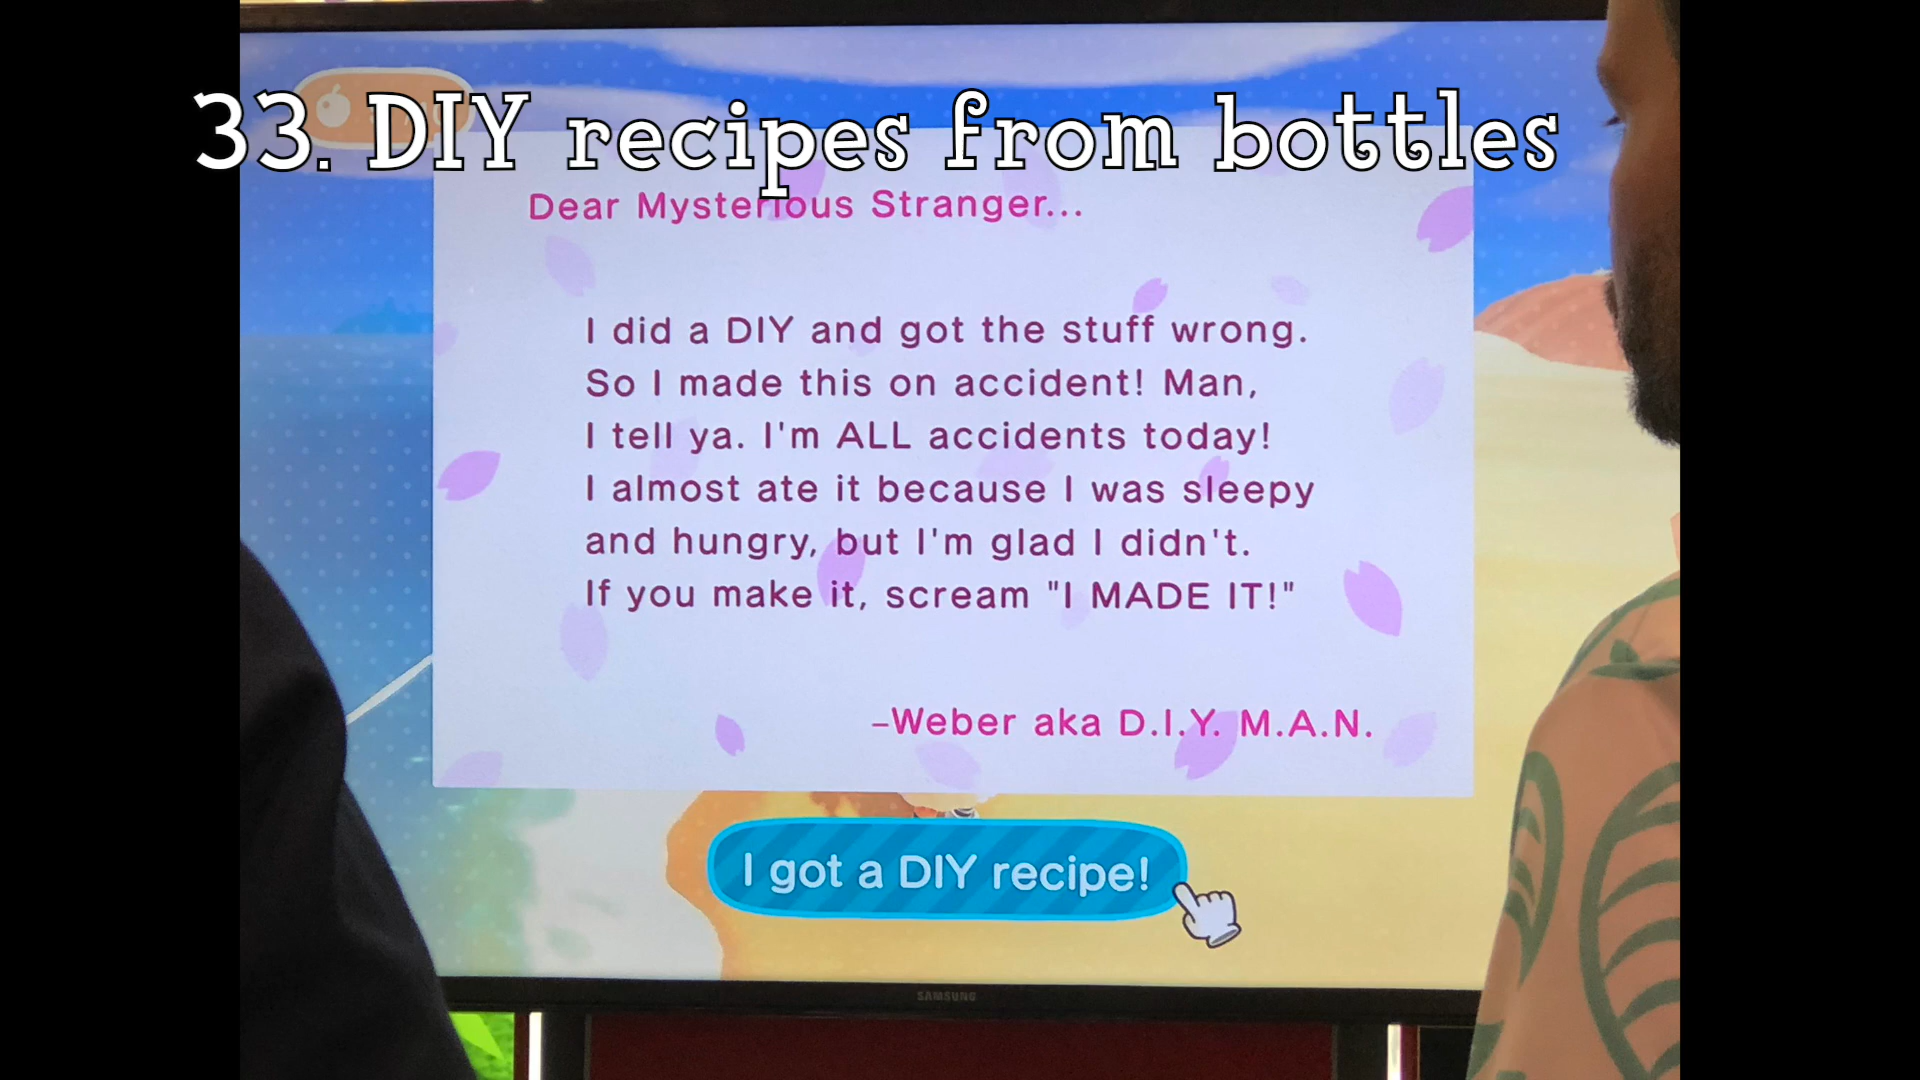 33. DIY recipes from bottles
Dear Mysterious Stranger...
I did a DIY and got the stuff wrong.
So I made this on accident! Man,
I tell ya. I'm ALL accidents today!
I almost ate it because I was sleepy
and hungry, but I'm glad I didn't.
If you make it, scream "I MADE IT!"
–Weber aka D.I.Y. M.A.N.
I got a DIY recipe!
SAMSUNG